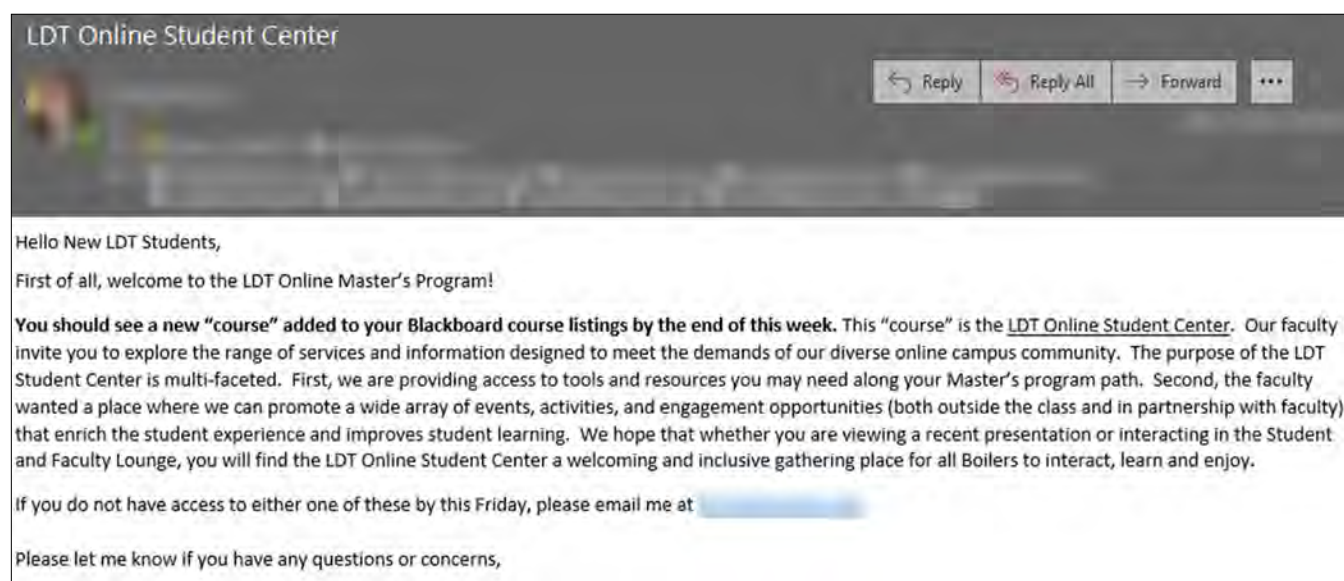 LDT Online Student Center
Reply Reply All Forward ...
Hello New LDT Students,
First of all, welcome to the LDT Online Master's Program!
You should see a new "course" added to your Blackboard course listings by the end of this week. This "course" is the LDT Online Student Center. Our faculty
invite you to explore the range of services and information designed to meet the demands of our diverse online campus community. The purpose of the LDT
Student Center is multi-faceted. First, we are providing access to tools and resources you may need along your Master's program path. Second, the faculty
wanted a place where we can promote a wide array of events, activities, and engagement opportunities (both outside the class and in partnership with faculty)
that enrich the student experience and improves student learning. We hope that whether you are viewing a recent presentation or interacting in the Student
and Faculty Lounge, you will find the LDT Online Student Center a welcoming and inclusive gathering place for all Boilers to interact, learn and enjoy.
If you do not have access to either one of these by this Friday, please email me at
Please let me know if you have any questions or concerns,